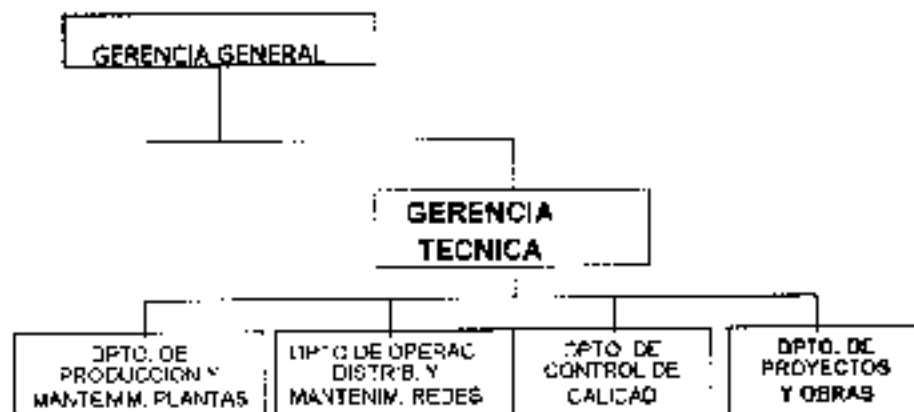 GERENCIA GENERAL
GERENCIA
TECNICA
DPTO. DE
PRODUCCION Y
MANTENIM. PLANTAS
DPTO DE OPERAC
DISTRIB. Y
MANTENIM. REDES
DPTO. DE
CONTROL DE
CALIDAD
DPTO. DE
PROYECTOS
Y OBRAS